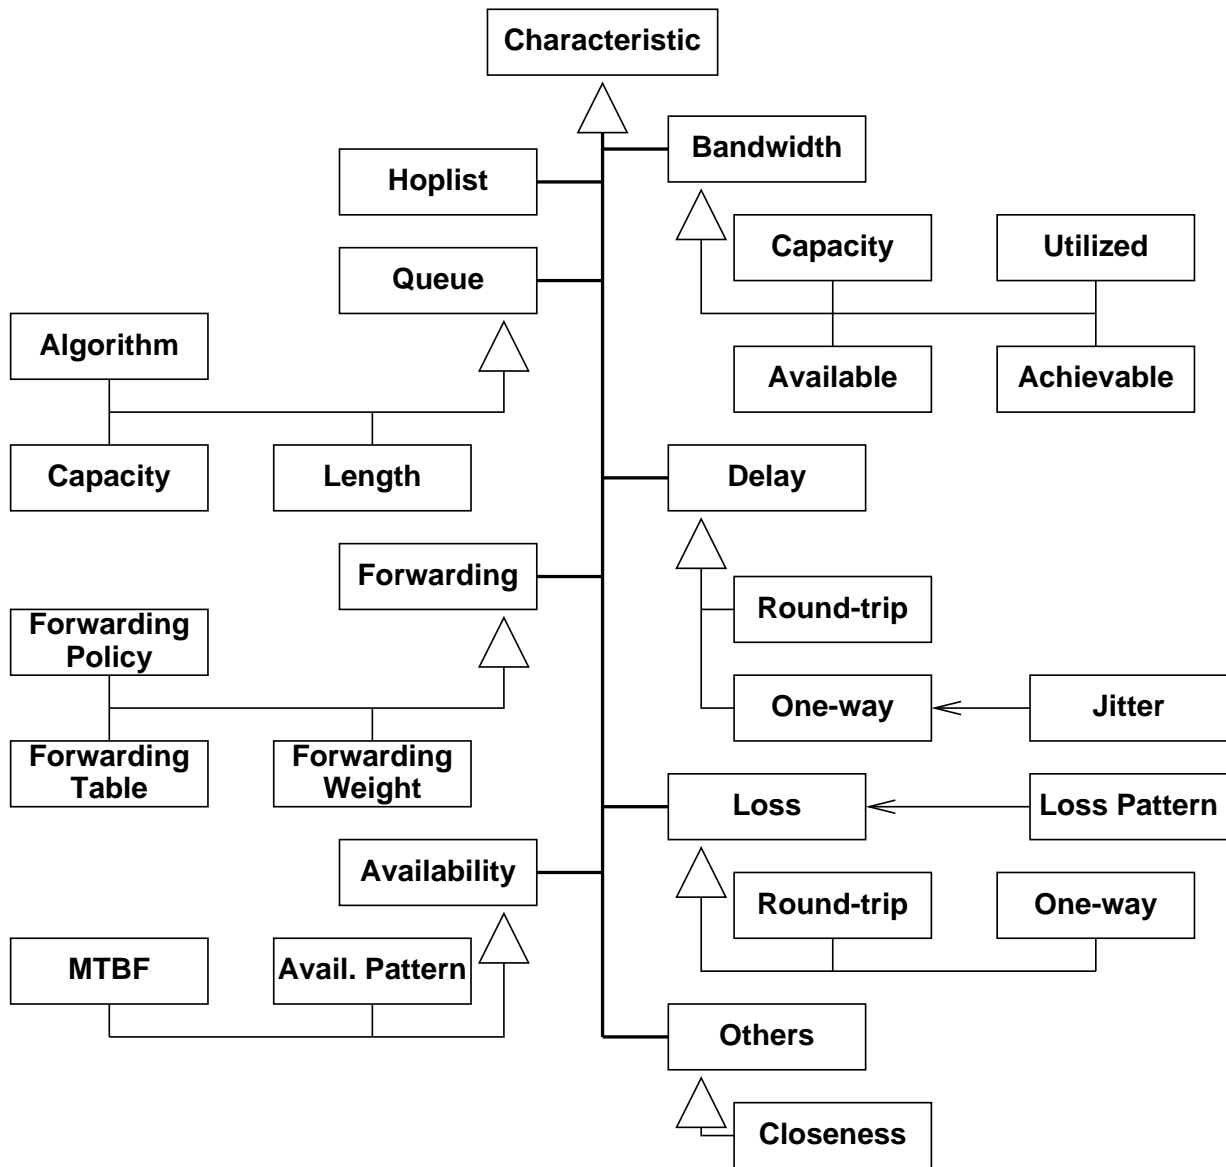 Characteristic
Bandwidth
Hoplist
Capacity
Utilized
Queue
Algorithm
Available
Achievable
Capacity
Length
Delay
Forwarding
Round-trip
Forwarding
Policy
One-way
Jitter
Forwarding
Table
Forwarding
Weight
Loss
Loss Pattern
Availability
Round-trip
One-way
MTBF
Avail. Pattern
Others
Closeness